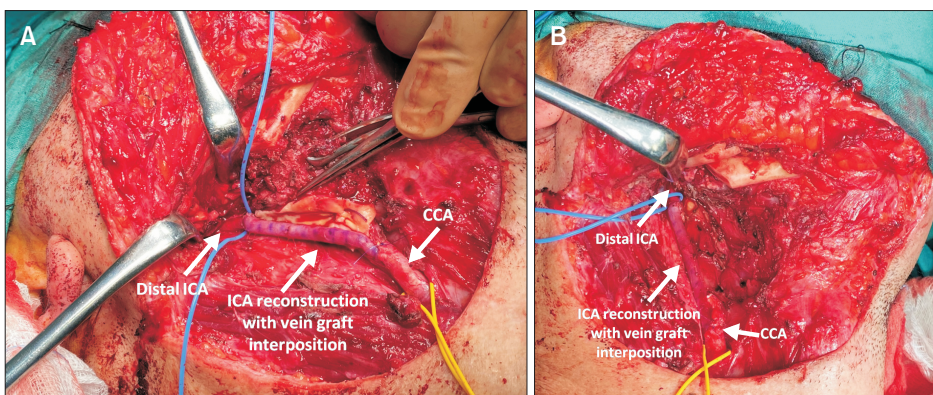 A
CCA
Distal ICA
ICA reconstruction
with vein graft
interposition
B
Distal ICA
ICA reconstruction
with vein graft
interposition
CCA